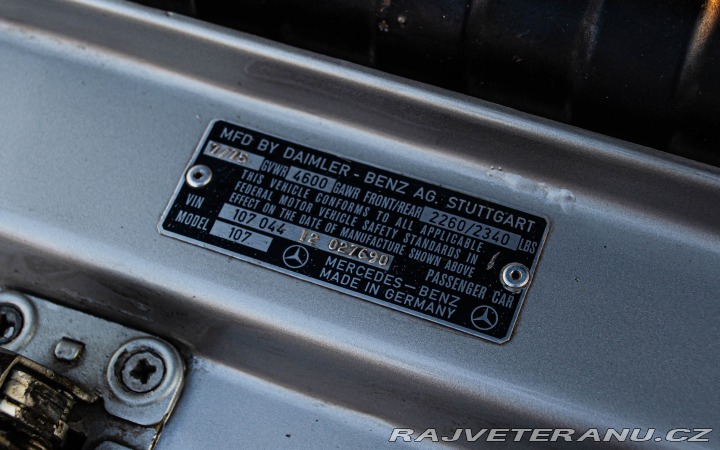 MFD BY DAIMLER - BENZ AG. STUTTGART
GVWR 4600 GAWR FRONT/REAR 2260/2340 LBS
THIS VEHICLE CONFORMS TO ALL APPLICABLE
FEDERAL MOTOR VEHICLE SAFETY STANDARDS IN
EFFECT ON THE DATE OF MANUFACTURE SHOWN ABOVE
VIN 107 044 12 027690 PASSENGER CAR
MODEL 107
MERCEDES-BENZ
MADE IN GERMANY
RAJVETERANU.CZ